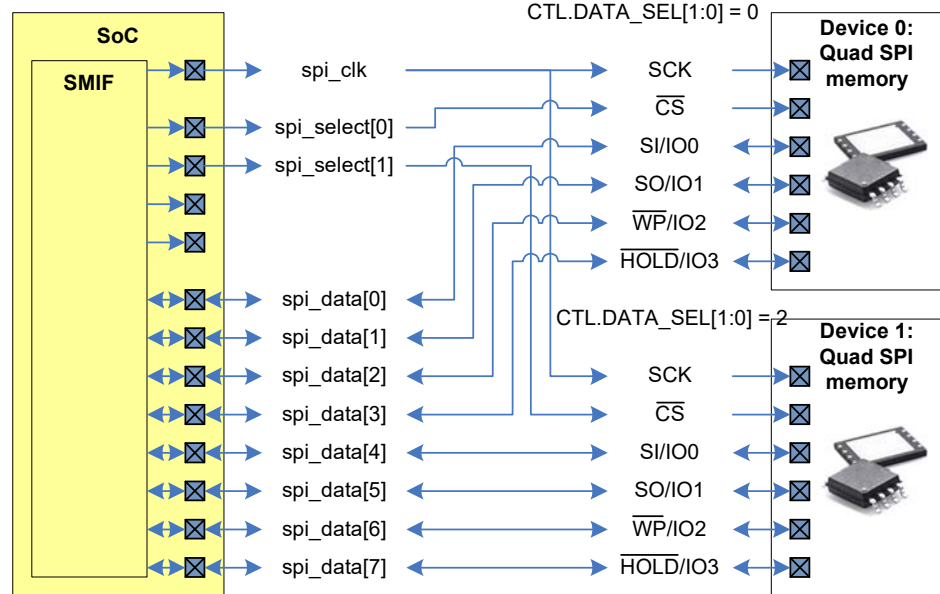 CTL.DATA_SEL[1:0] = 0
SoC
SMIF
Device 0:
Quad SPI
memory
spi_clk
SCK
spi_select[0]
CS
spi_select[1]
SI/IO0
SO/IO1
WP/IO2
HOLD/IO3
spi_data[0]
CTL.DATA_SEL[1:0] = 2
spi_data[1]
Device 1:
Quad SPI
memory
spi_data[2]
SCK
spi_data[3]
CS
spi_data[4]
SI/IO0
spi_data[5]
SO/IO1
spi_data[6]
WP/IO2
spi_data[7]
HOLD/IO3